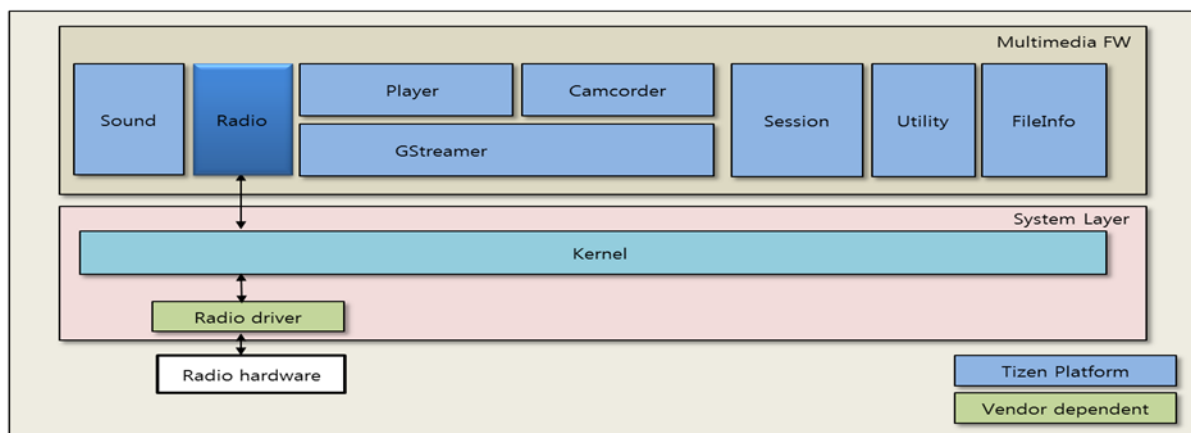 Multimedia FW
Sound
Radio
Player
Camcorder
GStreamer
Session
Utility
FileInfo
System Layer
Kernel
Radio driver
Radio hardware
Tizen Platform
Vendor dependent